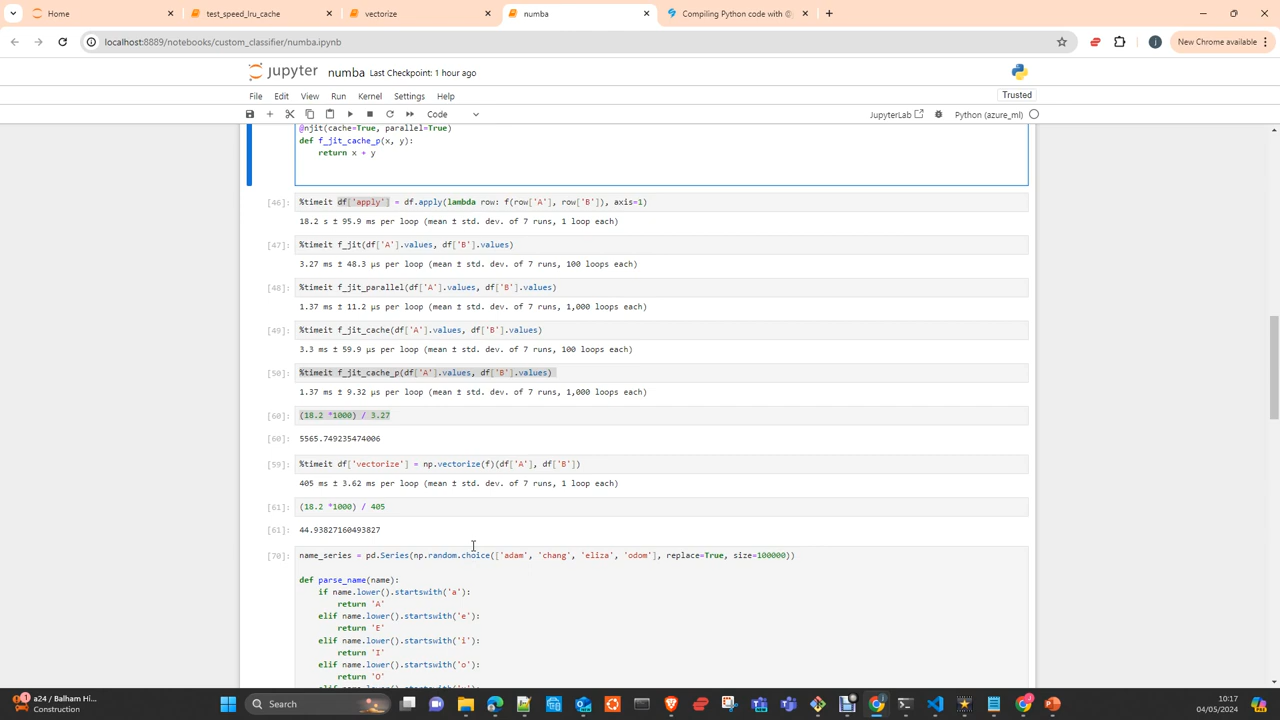 Home
test_speed_lru_cache
vectorize
numba
Compiling Python code with @
localhost:8889/notebooks/custom_classifier/numba.ipynb
New Chrome available
jupyter numba Last Checkpoint: 1 hour ago
File Edit View Run Kernel Settings Help
Trusted
Code
JupyterLab
Python (azure_ml)
@njit(cache=True, parallel=True)
def f_jit_cache_p(x, y):
    return x + y
[46]: %timeit df['apply'] = df.apply(lambda row: f(row['A'], row['B']), axis=1)
18.2 s ± 95.9 ms per loop (mean ± std. dev. of 7 runs, 1 loop each)
[47]: %timeit f_jit(df['A'].values, df['B'].values)
3.27 ms ± 48.3 µs per loop (mean ± std. dev. of 7 runs, 100 loops each)
[48]: %timeit f_jit_parallel(df['A'].values, df['B'].values)
1.37 ms ± 11.2 µs per loop (mean ± std. dev. of 7 runs, 1,000 loops each)
[49]: %timeit f_jit_cache(df['A'].values, df['B'].values)
3.3 ms ± 59.9 µs per loop (mean ± std. dev. of 7 runs, 100 loops each)
[50]: %timeit f_jit_cache_p(df['A'].values, df['B'].values)
1.37 ms ± 9.32 µs per loop (mean ± std. dev. of 7 runs, 1,000 loops each)
[60]: (18.2 *1000) / 3.27
[60]: 5565.749235474006
[59]: %timeit df['vectorize'] = np.vectorize(f)(df['A'], df['B'])
405 ms ± 3.62 ms per loop (mean ± std. dev. of 7 runs, 1 loop each)
[61]: (18.2 *1000) / 405
[61]: 44.93827160493827
[70]: name_series = pd.Series(np.random.choice(['adam', 'chang', 'eliza', 'odom'], replace=True, size=100000))
def parse_name(name):
    if name.lower().startswith('a'):
        return 'A'
    elif name.lower().startswith('e'):
        return 'E'
    elif name.lower().startswith('i'):
        return 'I'
    elif name.lower().startswith('o'):
        return 'O'
a24 / Balham Hi...
Construction
Search
10:17
04/05/2024